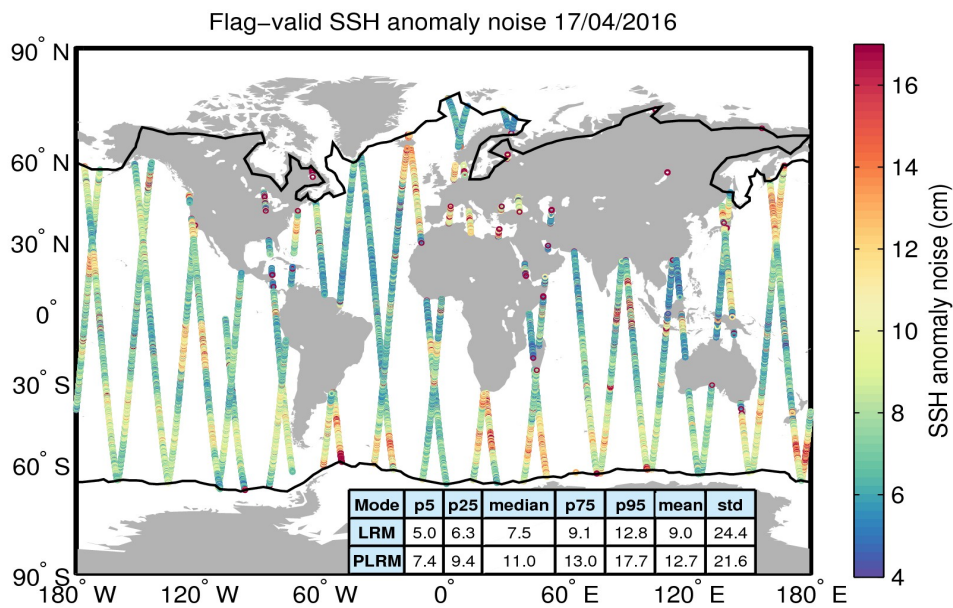 Flag−valid SSH anomaly noise 17/04/2016
90° N
60° N
30° N
0°
30° S
60° S
90° S
180° W 120° W 60° W 0° 60° E 120° E 180° E
Mode p5 p25 median p75 p95 mean std
LRM 5.0 6.3 7.5 9.1 12.8 9.0 24.4
PLRM 7.4 9.4 11.0 13.0 17.7 12.7 21.6
16
14
12
10
8
6
4
SSH anomaly noise (cm)